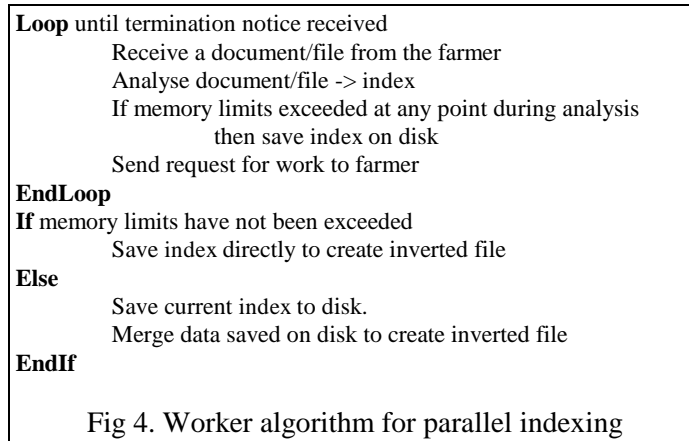 Loop until termination notice received
Receive a document/file from the farmer
Analyse document/file -> index
If memory limits exceeded at any point during analysis
then save index on disk
Send request for work to farmer
EndLoop
If memory limits have not been exceeded
Save index directly to create inverted file
Else
Save current index to disk.
Merge data saved on disk to create inverted file
EndIf
Fig 4. Worker algorithm for parallel indexing